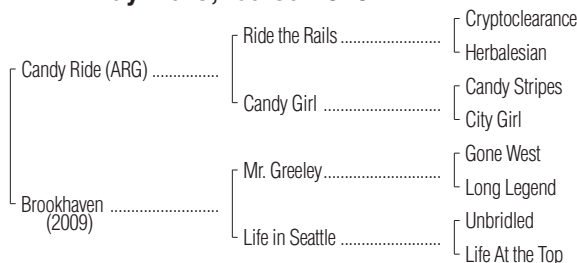 Cryptoclearance
Ride the Rails
Herbalesian
Candy Ride (ARG)
Candy Stripes
Candy Girl
City Girl
Gone West
Mr. Greeley
Long Legend
Brookhaven
(2009)
Unbridled
Life in Seattle
Life At the Top